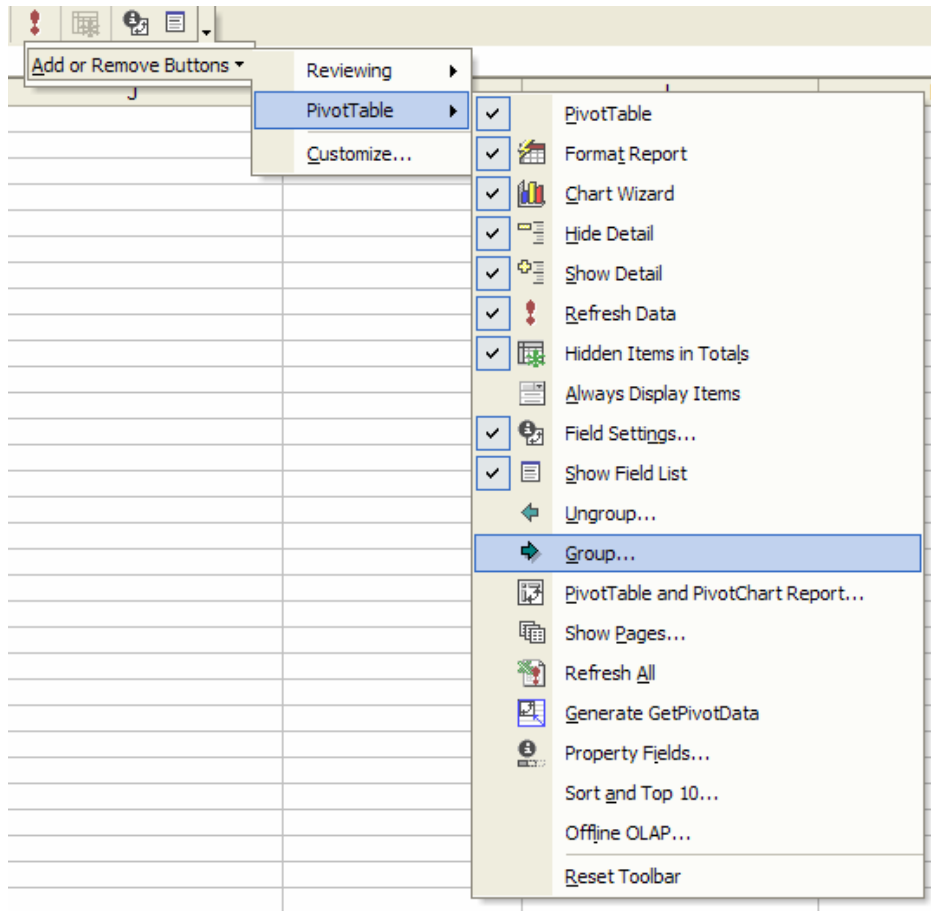 Add or Remove Buttons
Reviewing
PivotTable
Customize...
J
PivotTable
Format Report
Chart Wizard
Hide Detail
Show Detail
Refresh Data
Hidden Items in Totals
Always Display Items
Field Settings...
Show Field List
Ungroup...
Group...
PivotTable and PivotChart Report...
Show Pages...
Refresh All
Generate GetPivotData
Property Fields...
Sort and Top 10...
Offline OLAP...
Reset Toolbar